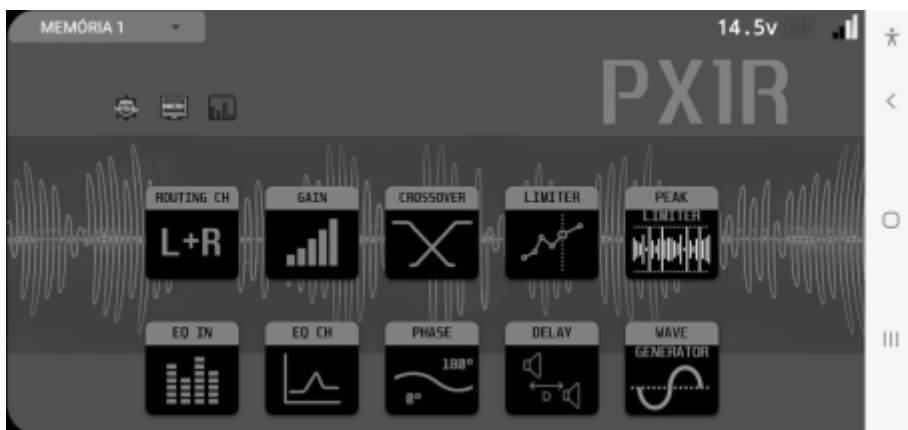 MEMÓRIA 1
14.5v
PX1R
ROUTING CH
L+R
GAIN
CROSSOVER
LIMITER
PEAK
LIMITER
EQ IN
EQ CH
PHASE
180°
0°
DELAY
D
WAVE
GENERATOR